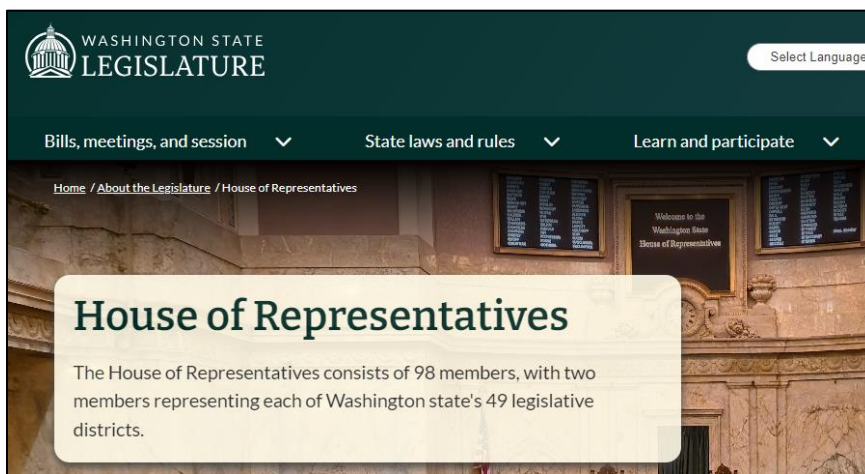 WASHINGTON STATE
LEGISLATURE
Select Language
Bills, meetings, and session
State laws and rules
Learn and participate
Home / About the Legislature / House of Representatives
Welcome to the
Washington State
House of Representatives
House of Representatives
The House of Representatives consists of 98 members, with two
members representing each of Washington state's 49 legislative
districts.